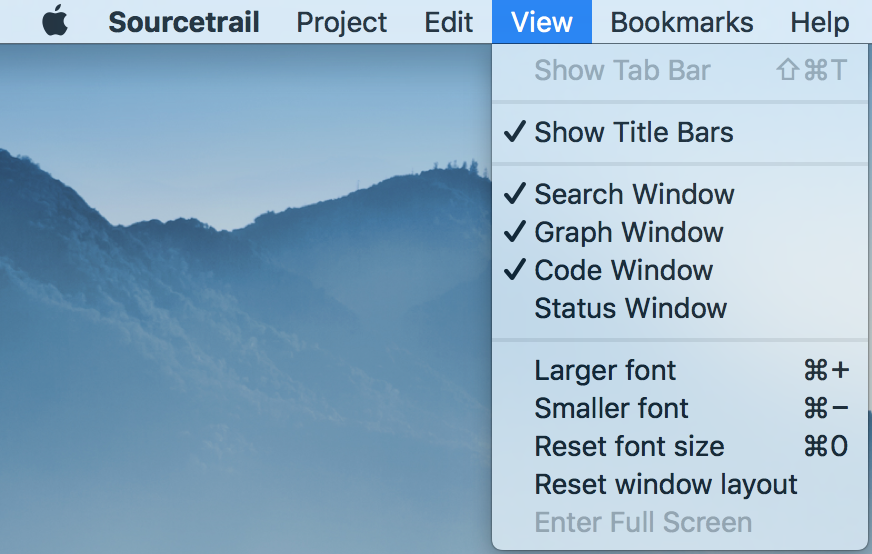 Sourcetrail Project Edit View Bookmarks Help
Show Tab Bar ⇧⌘T
✓ Show Title Bars
✓ Search Window
✓ Graph Window
✓ Code Window
Status Window
Larger font ⌘+
Smaller font ⌘−
Reset font size ⌘0
Reset window layout
Enter Full Screen